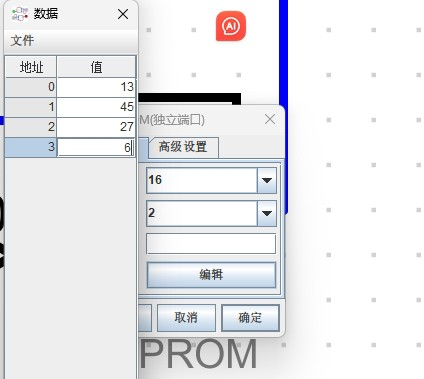 数据
文件
地址 值
0 13
1 45
2 27
3 6
AI
M(独立端口)
高级 设置
16
2
编辑
取消 确定
PROM